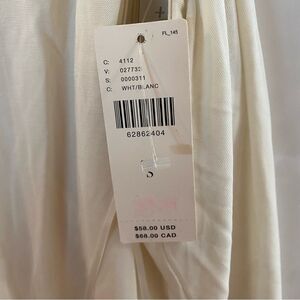 FL_145
C: 4112
V: 027732
S: 0000311
C: WHT/BLANC
62862404
S
$58.00 USD
$68.00 CAD